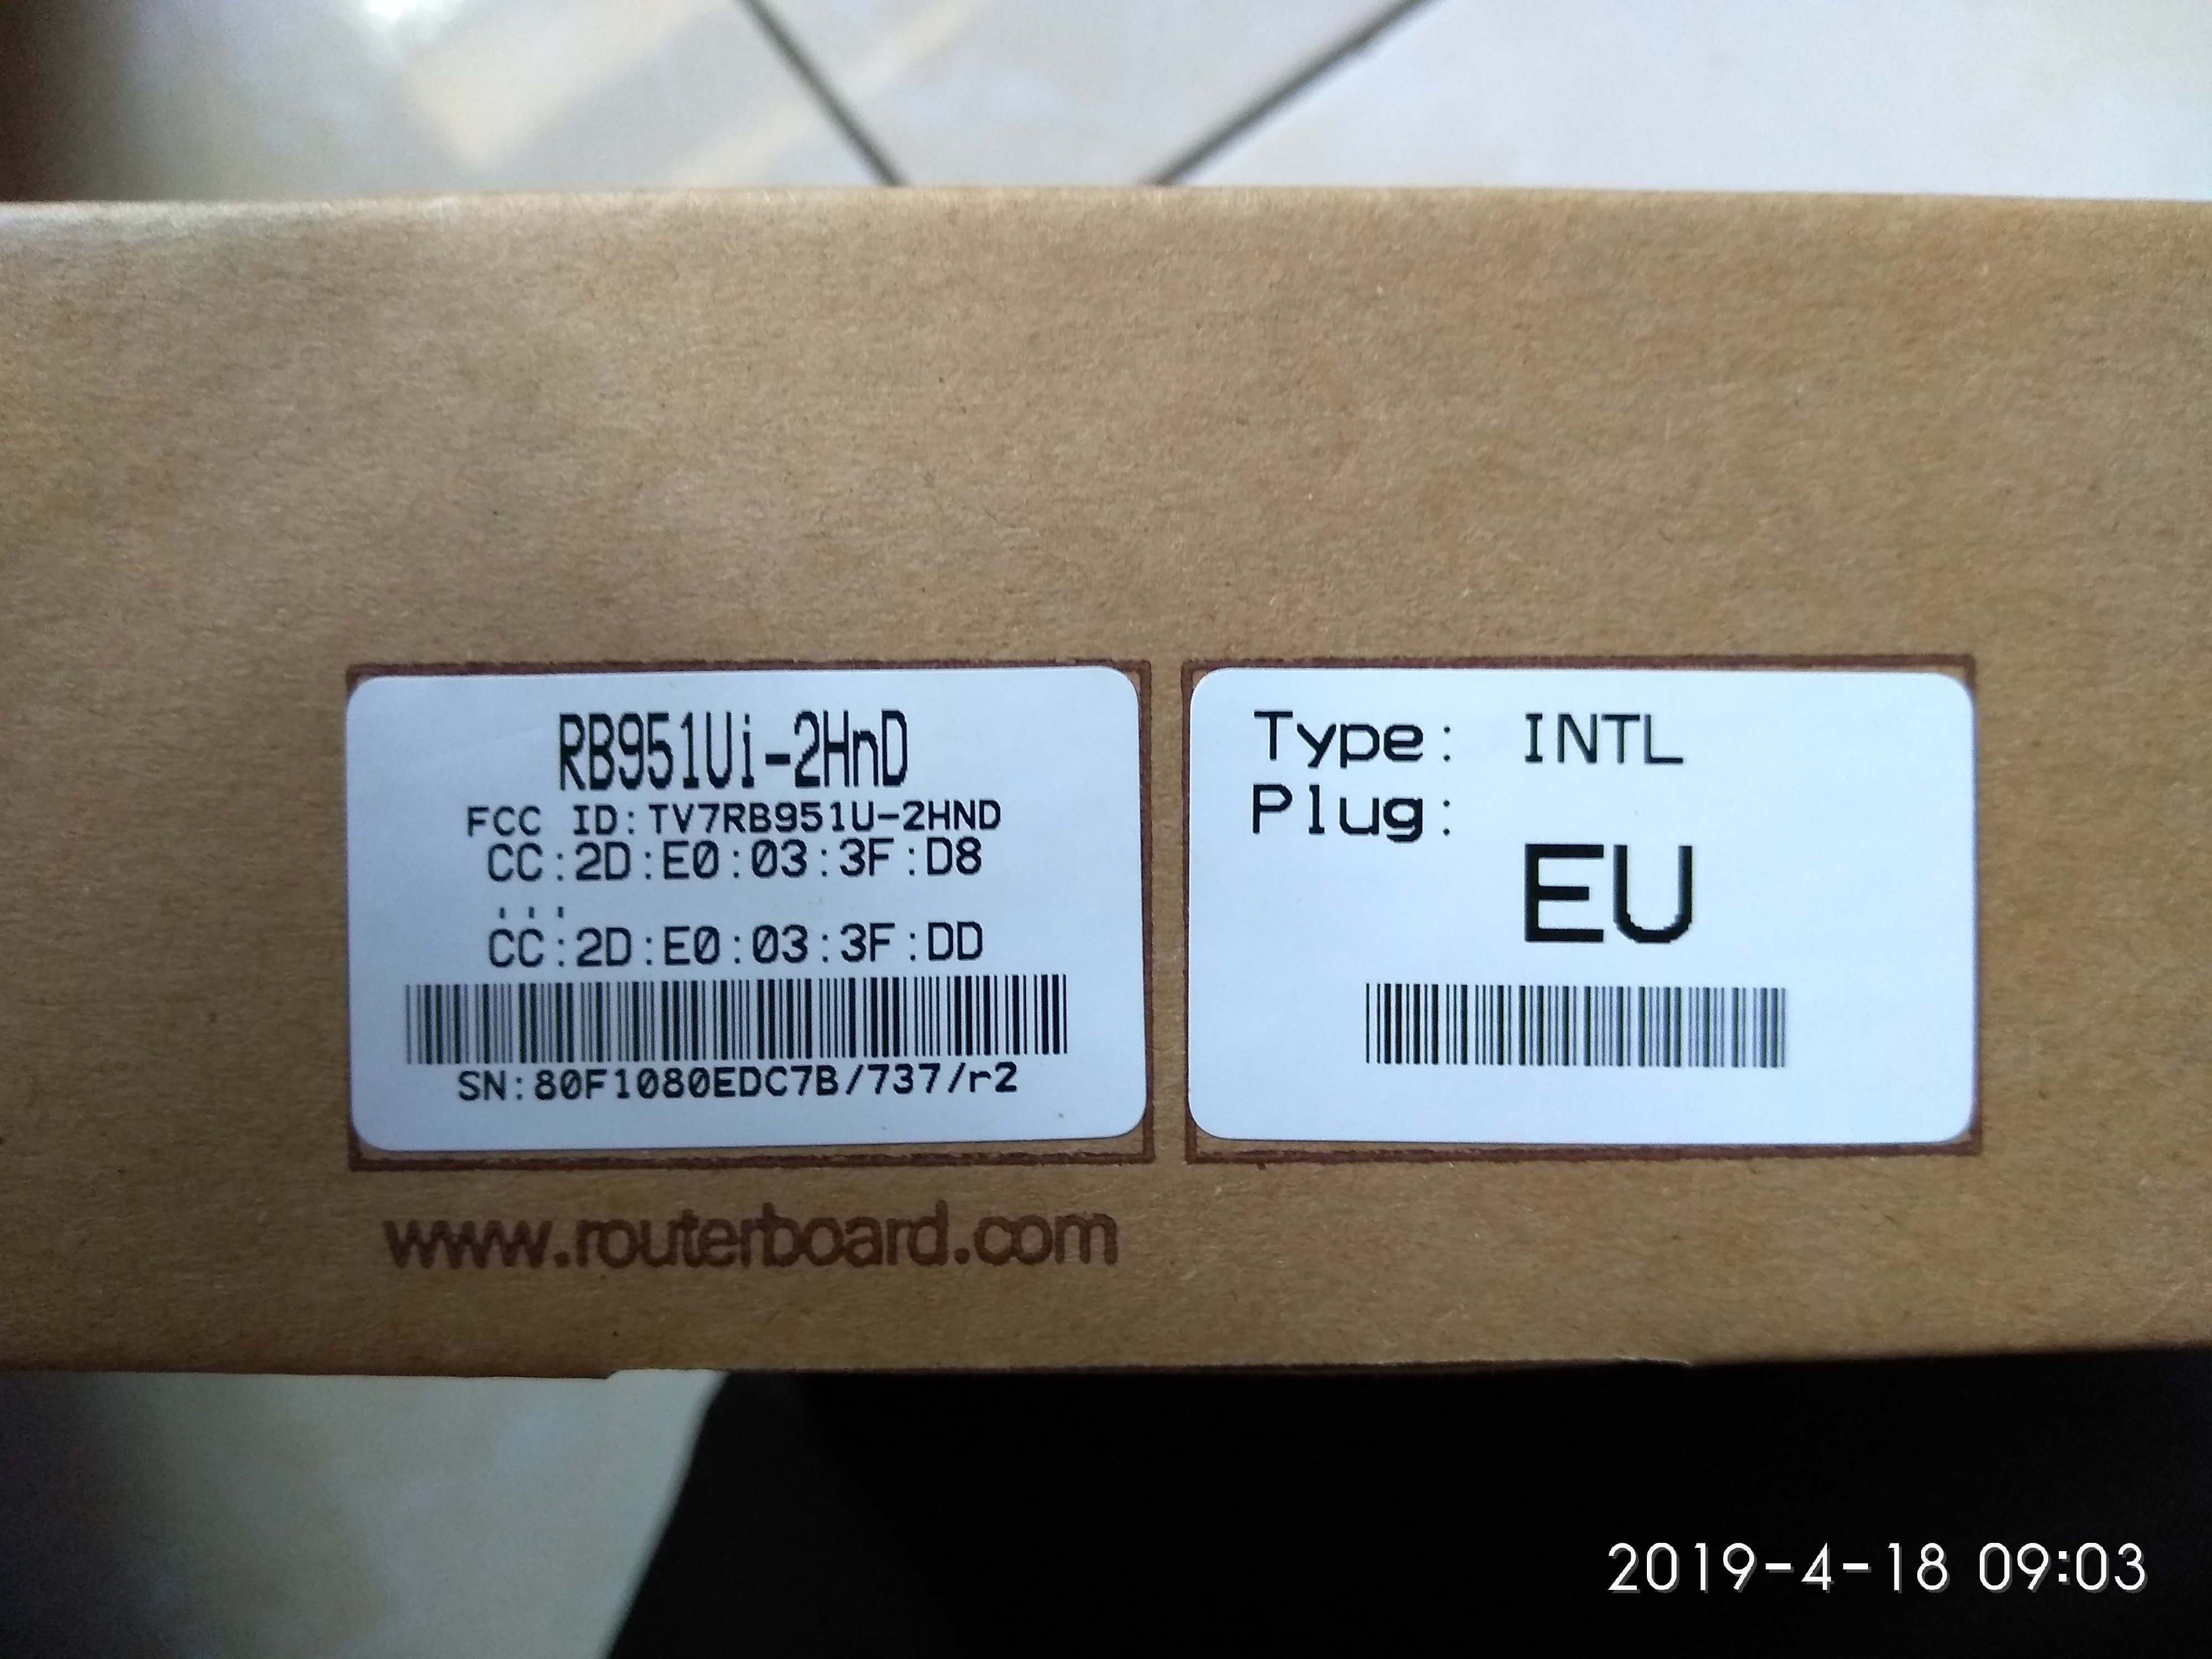 RB951Ui-2HnD
FCC ID:TV7RB951U-2HND
CC:2D:E0:03:3F:D8
...
CC:2D:E0:03:3F:DD
SN:80F1080EDC7B/737/r2
Type: INTL
Plug:
EU
www.routerboard.com
2019-4-18 09:03